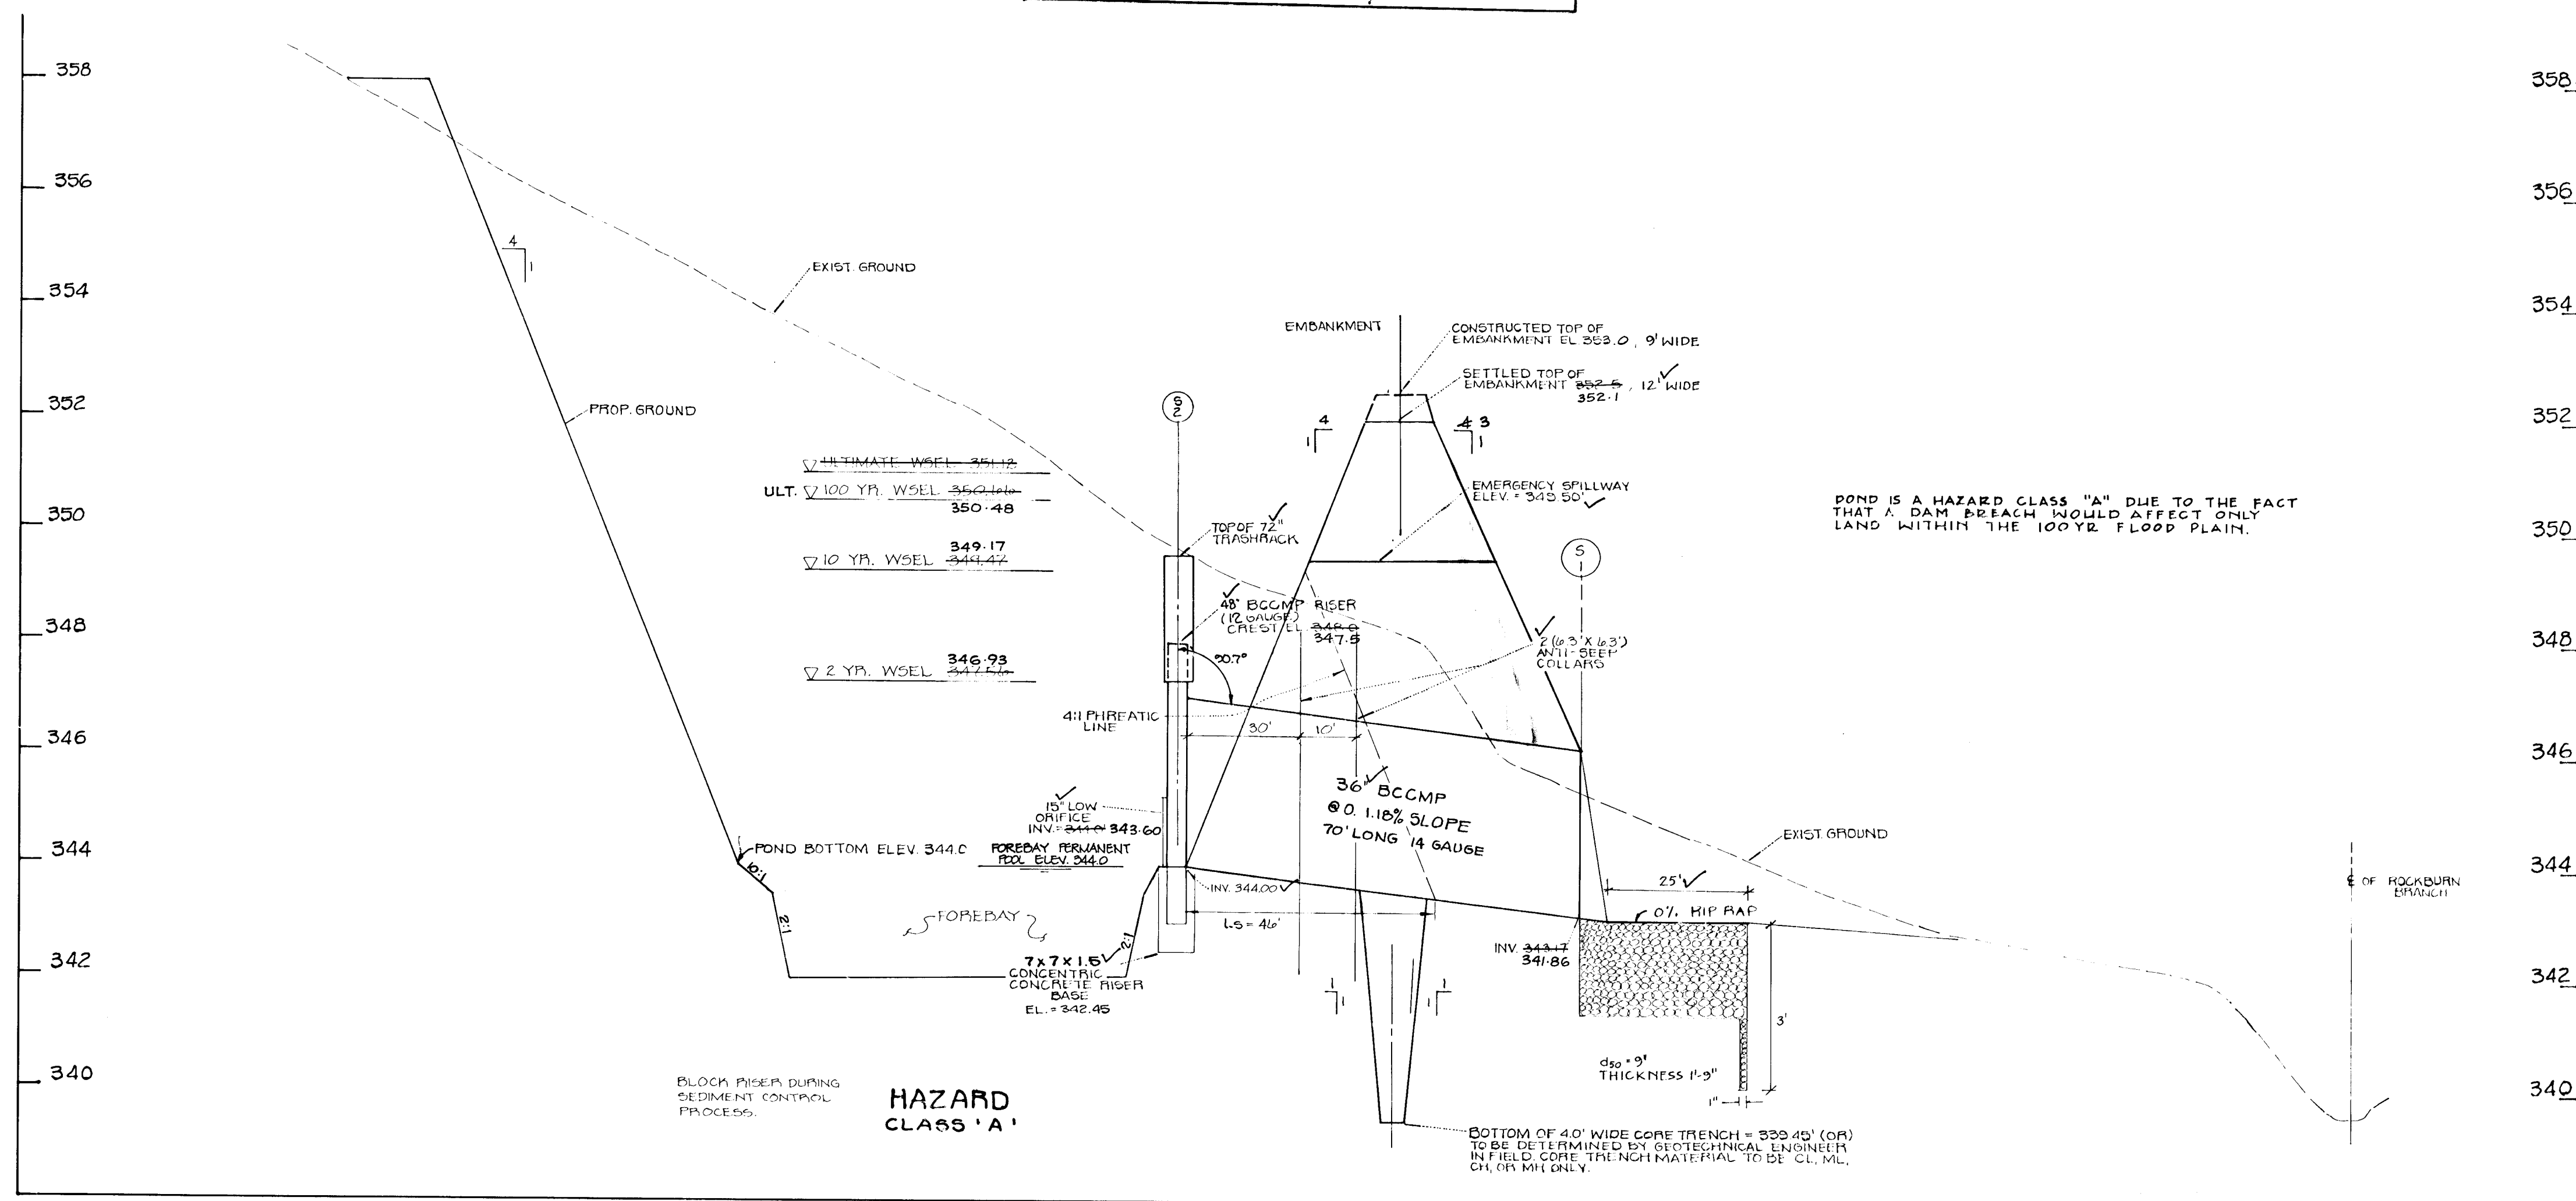 358
356
354
352
350
348
346
344
342
340
4
1
EXIST. GROUND
PROP. GROUND
ULTIMATE WSEL 351.12
ULT. 100 YR. WSEL 350.66
350.48
349.17
10 YR. WSEL 349.47
346.93
2 YR. WSEL 347.56
S
2
TOP OF 72"
TRASHRACK
48" BCCMP RISER
(12 GAUGE)
CREST EL. 348.0
347.5
90.7°
4:1 PHREATIC
LINE
30'
10'
EMBANKMENT
CONSTRUCTED TOP OF
EMBANKMENT EL 353.0, 9' WIDE
SETTLED TOP OF
EMBANKMENT 352.5, 12' WIDE
352.1
4
1
4 3
1
EMERGENCY SPILLWAY
ELEV. = 349.50'
S
2 (6.3' X 6.3')
ANTI-SEEP
COLLARS
POND IS A HAZARD CLASS "A" DUE TO THE FACT
THAT A DAM BREACH WOULD AFFECT ONLY
LAND WITHIN THE 100 YR FLOOD PLAIN.
36" BCCMP
@ 0. 1.18% SLOPE
70' LONG 14 GAUGE
15" LOW
ORIFICE
INV. = 344.0 343.60
POND BOTTOM ELEV. 344.0
FOREBAY PERMANENT
POOL ELEV. 344.0
10:1
2:1
FOREBAY
2:1
INV. 344.00
LS = 46'
7 X 7 X 1.5
CONCENTRIC
CONCRETE RISER
BASE
EL. = 342.45
1
1
1
1
INV. 343.17
341.86
25'
0% RIP RAP
3'
d50 = 9"
THICKNESS 1'-9"
1"
EXIST. GROUND
℄ OF ROCKBURN
BRANCH
BLOCK RISER DURING
SEDIMENT CONTROL
PROCESS.
HAZARD
CLASS 'A'
BOTTOM OF 4.0' WIDE CORE TRENCH = 339.45' (OR)
TO BE DETERMINED BY GEOTECHNICAL ENGINEER
IN FIELD. CORE TRENCH MATERIAL TO BE CL, ML,
CH, OR MH ONLY.
358
356
354
352
350
348
346
344
342
340